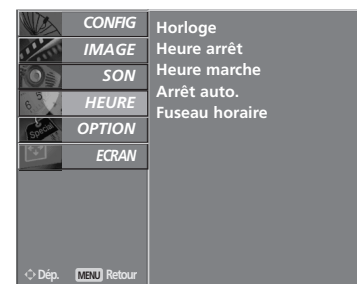 CONFIG
IMAGE
SON
HEURE
OPTION
ECRAN
Horloge
Heure arrêt
Heure marche
Arrêt auto.
Fuseau horaire
Dép. MENU Retour